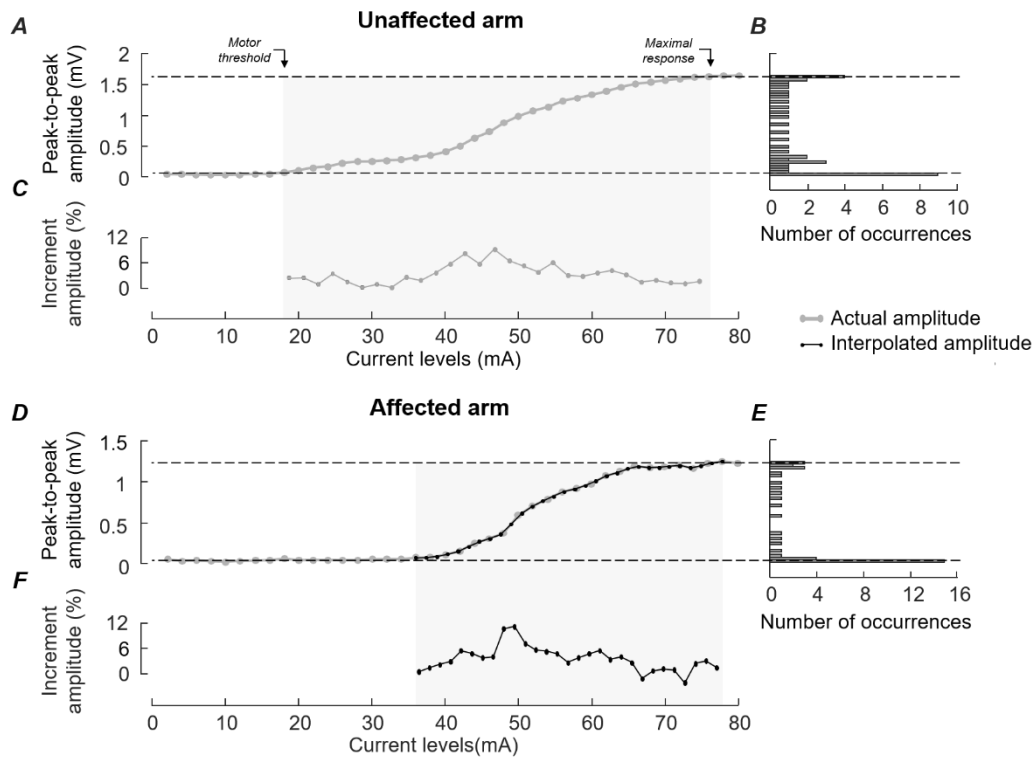 A
Unaffected arm
B
Motor
threshold
Maximal
response
Peak-to-peak
amplitude (mV)
2
1.5
1
0.5
0
0 2 4 6 8 10
Number of occurrences
C
Increment
amplitude (%)
12
6
0
0 10 20 30 40 50 60 70 80
Current levels (mA)
Actual amplitude
Interpolated amplitude
D
Affected arm
E
Peak-to-peak
amplitude (mV)
1.5
1
0.5
0
0 4 8 12 16
Number of occurrences
F
Increment
amplitude (%)
12
6
0
0 10 20 30 40 50 60 70 80
Current levels(mA)